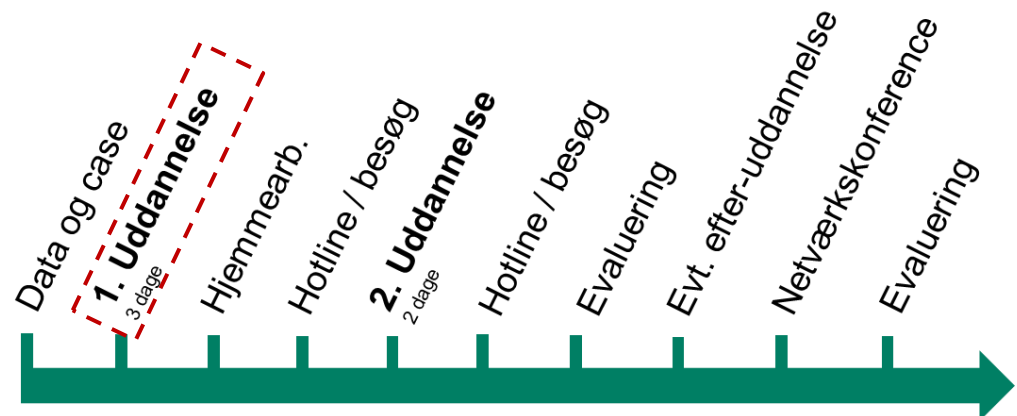 Data og case
1. Uddannelse
3 dage
Hjemmearb.
Hotline / besøg
2. Uddannelse
2 dage
Hotline / besøg
Evaluering
Evt. efter-uddannelse
Netværkskonference
Evaluering